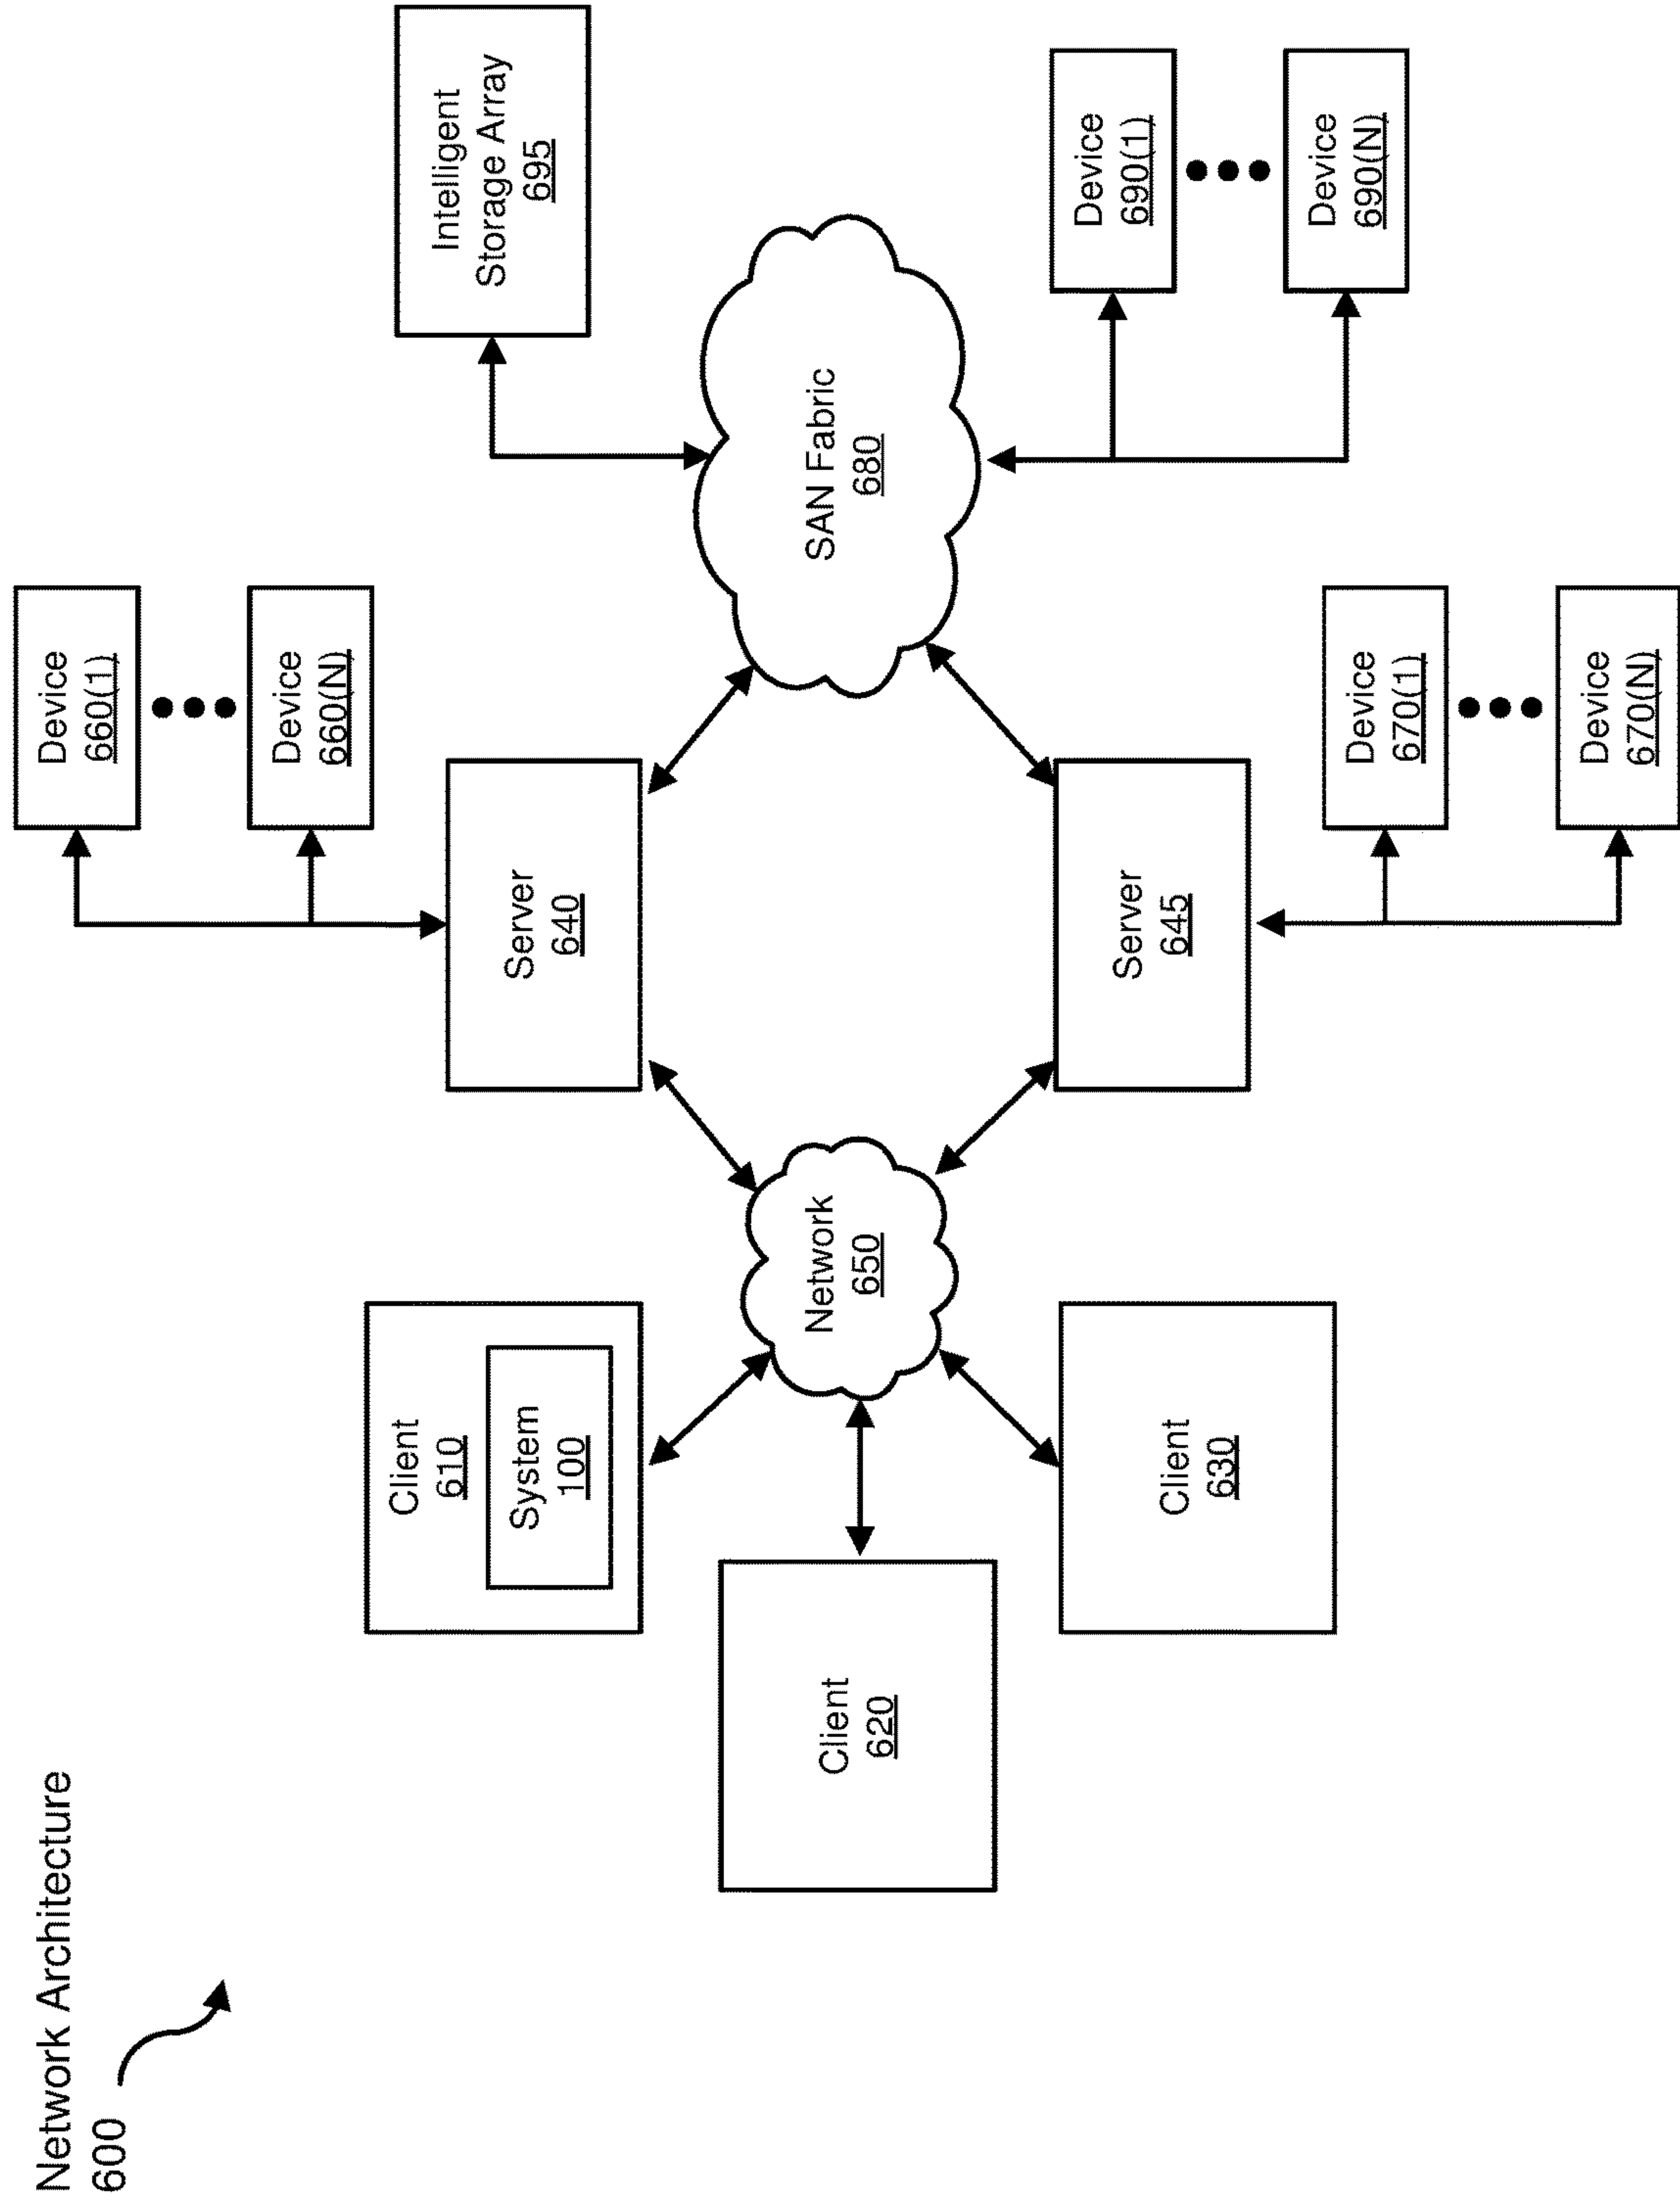 Network Architecture
600
Client
610
System
100
Client
620
Client
630
Network
650
Server
640
Server
645
Device
660(1)
Device
660(N)
Device
670(1)
Device
670(N)
SAN Fabric
680
Intelligent
Storage Array
695
Device
690(1)
Device
690(N)